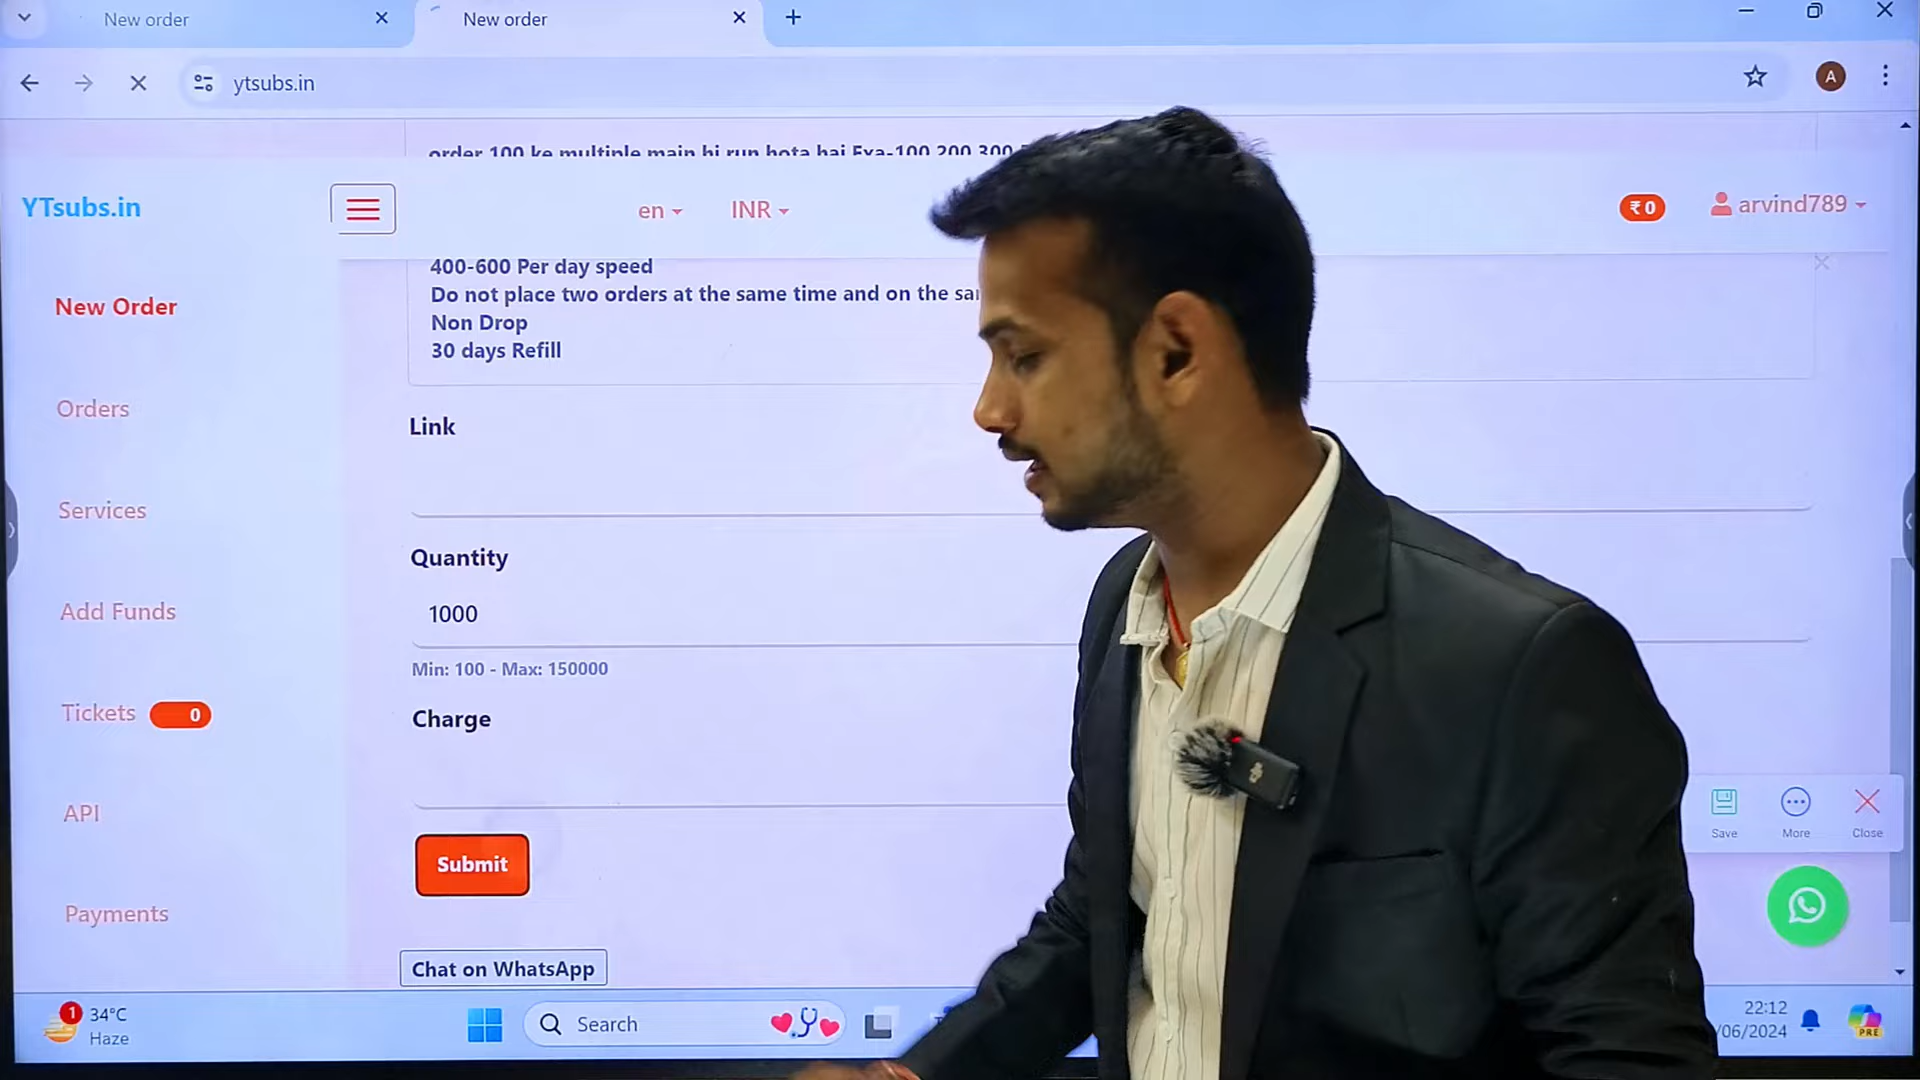 New order
New order
ytsubs.in
order 100 ke multiple main hi run hota hai Exa-100 200 300
YTsubs.in
en
INR
₹0
arvind789
400-600 Per day speed
Do not place two orders at the same time and on the
Non Drop
30 days Refill
New Order
Orders
Services
Add Funds
Tickets 0
API
Payments
Link
Quantity
1000
Min: 100 - Max: 150000
Charge
Submit
Chat on WhatsApp
Save
More
Close
A
1
34°C
Haze
Search
22:12
/06/2024
PRE